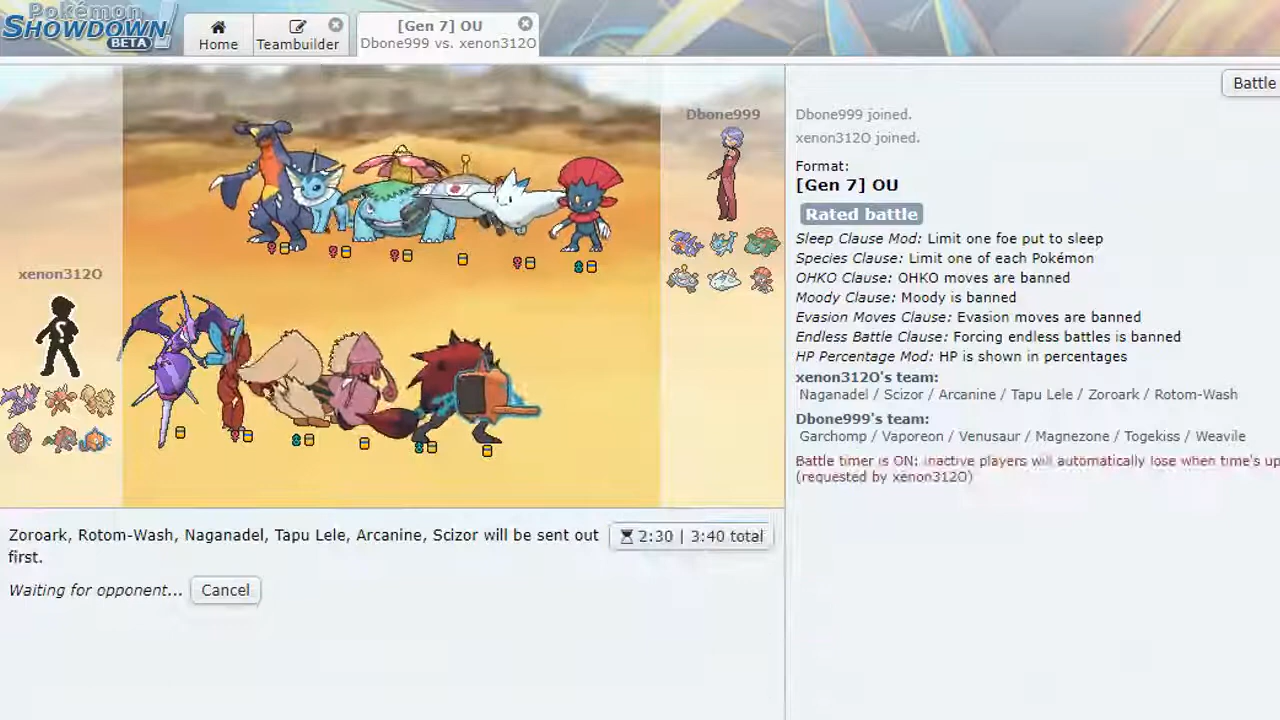 Pokémon
SHOWDOWN!
BETA
Home
Teambuilder
[Gen 7] OU
Dbone999 vs. xenon312O
Battle
Dbone999
xenon312O
Dbone999 joined.
xenon312O joined.
Format:
[Gen 7] OU
Rated battle
Sleep Clause Mod: Limit one foe put to sleep
Species Clause: Limit one of each Pokémon
OHKO Clause: OHKO moves are banned
Moody Clause: Moody is banned
Evasion Moves Clause: Evasion moves are banned
Endless Battle Clause: Forcing endless battles is banned
HP Percentage Mod: HP is shown in percentages
xenon312O's team:
Naganadel / Scizor / Arcanine / Tapu Lele / Zoroark / Rotom-Wash
Dbone999's team:
Garchomp / Vaporeon / Venusaur / Magnezone / Togekiss / Weavile
Battle timer is ON: inactive players will automatically lose when time's up
(requested by xenon312O)
Zoroark, Rotom-Wash, Naganadel, Tapu Lele, Arcanine, Scizor will be sent out
first.
2:30 | 3:40 total
Waiting for opponent...
Cancel